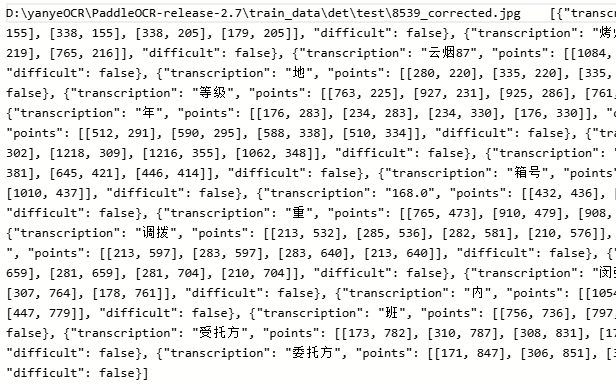 D:\yanyeOCR\PaddleOCR-release-2.7\train_data\det\test\8539_corrected.jpg [{"transc
155], [338, 155], [338, 205], [179, 205]], "difficult": false}, {"transcription": "烤
219], [765, 216]], "difficult": false}, {"transcription": "云烟87", "points": [[1084,
"difficult": false}, {"transcription": "地", "points": [[280, 220], [335, 220], [335,
false}, {"transcription": "等级", "points": [[763, 225], [927, 231], [925, 286], [761,
{"transcription": "年", "points": [[176, 283], [234, 283], [234, 330], [176, 330]], "
"points": [[512, 291], [590, 295], [588, 338], [510, 334]], "difficult": false}, {"tra
302], [1218, 309], [1216, 355], [1062, 348]], "difficult": false}, {"transcription": "
381], [645, 421], [446, 414]], "difficult": false}, {"transcription": "箱号", "points"
[1010, 437]], "difficult": false}, {"transcription": "168.0", "points": [[432, 436], [
"difficult": false}, {"transcription": "重", "points": [[765, 473], [910, 479], [908,
{"transcription": "调拨", "points": [[213, 532], [285, 536], [282, 581], [210, 576]],
", "points": [[213, 597], [283, 597], [283, 640], [213, 640]], "difficult": false}, {"
659], [281, 659], [281, 704], [210, 704]], "difficult": false}, {"transcription": "闵
[307, 764], [178, 761]], "difficult": false}, {"transcription": "内", "points": [[1054
[447, 779]], "difficult": false}, {"transcription": "班", "points": [[756, 736], [797,
false}, {"transcription": "受托方", "points": [[173, 782], [310, 787], [308, 831], [17
"difficult": false}, {"transcription": "委托方", "points": [[171, 847], [306, 851], [3
"difficult": false}]